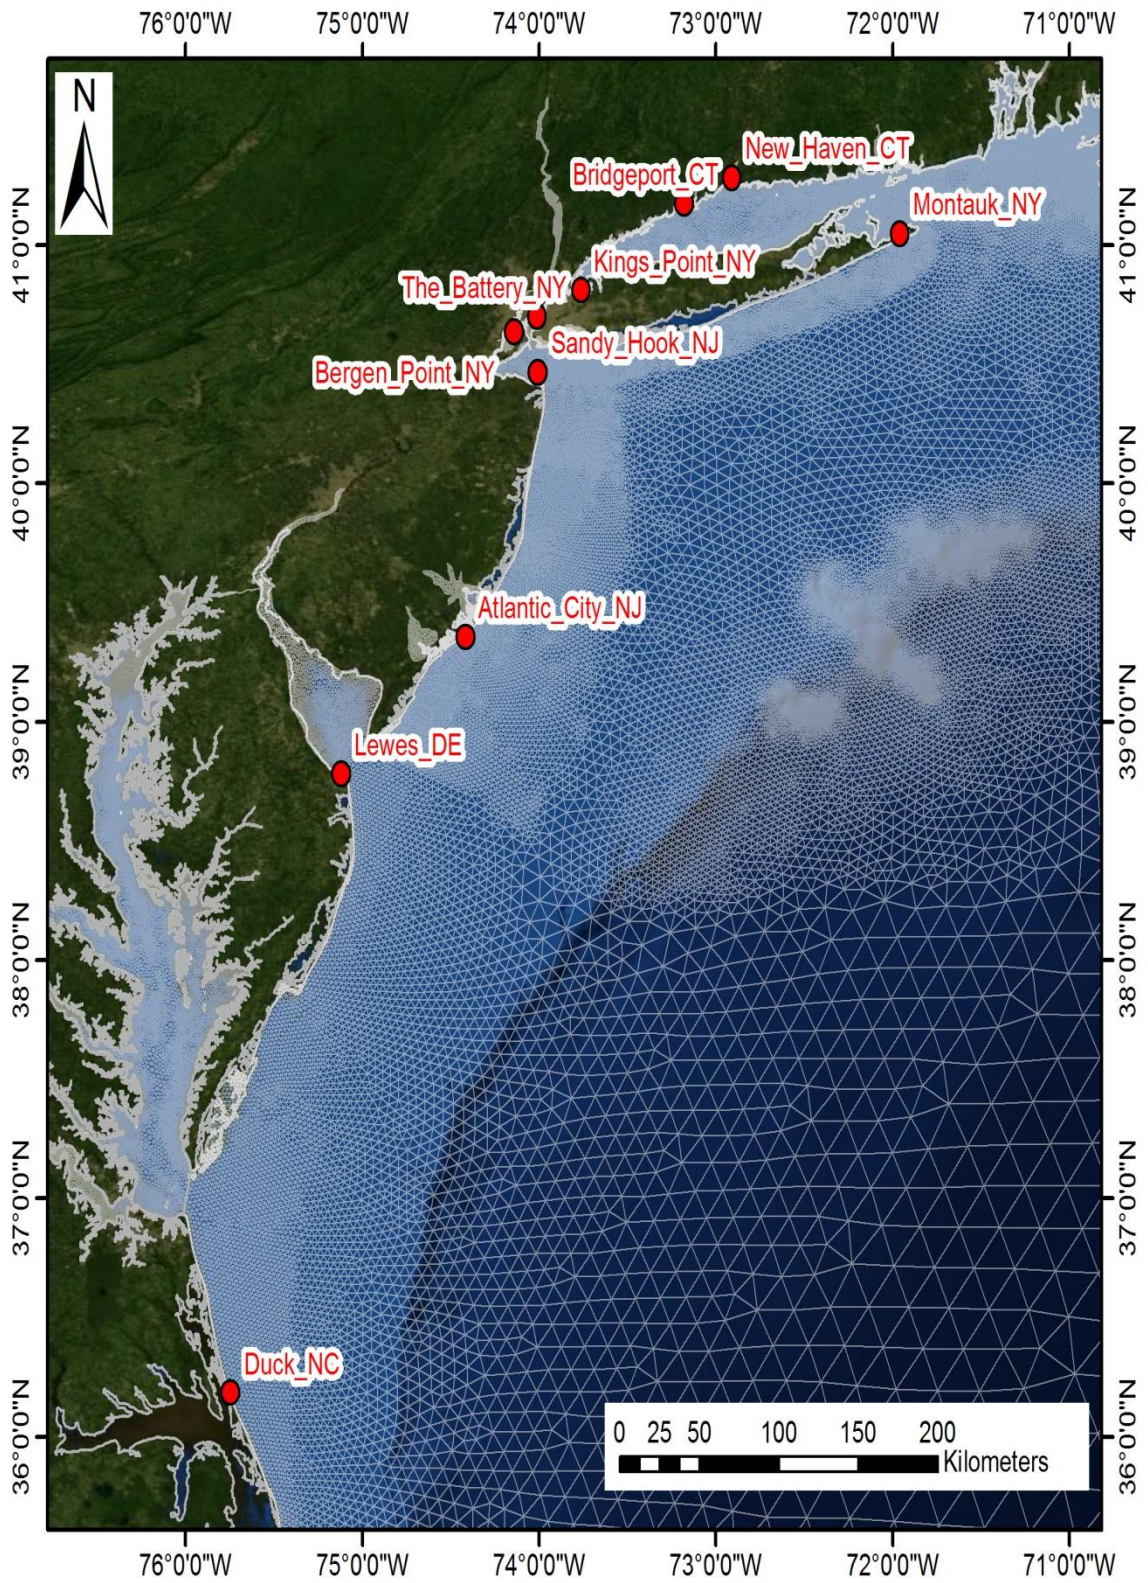 76°0'0"W 75°0'0"W 74°0'0"W 73°0'0"W 72°0'0"W 71°0'0"W
N
New_Haven_CT
Bridgeport_CT
Montauk_NY
Kings_Point_NY
The_Battery_NY
Sandy_Hook_NJ
Bergen_Point_NY
Atlantic_City_NJ
Lewes_DE
Duck_NC
41°0'0"N
40°0'0"N
39°0'0"N
38°0'0"N
37°0'0"N
36°0'0"N
41°0'0"N
40°0'0"N
39°0'0"N
38°0'0"N
37°0'0"N
36°0'0"N
0 25 50 100 150 200
Kilometers
76°0'0"W 75°0'0"W 74°0'0"W 73°0'0"W 72°0'0"W 71°0'0"W